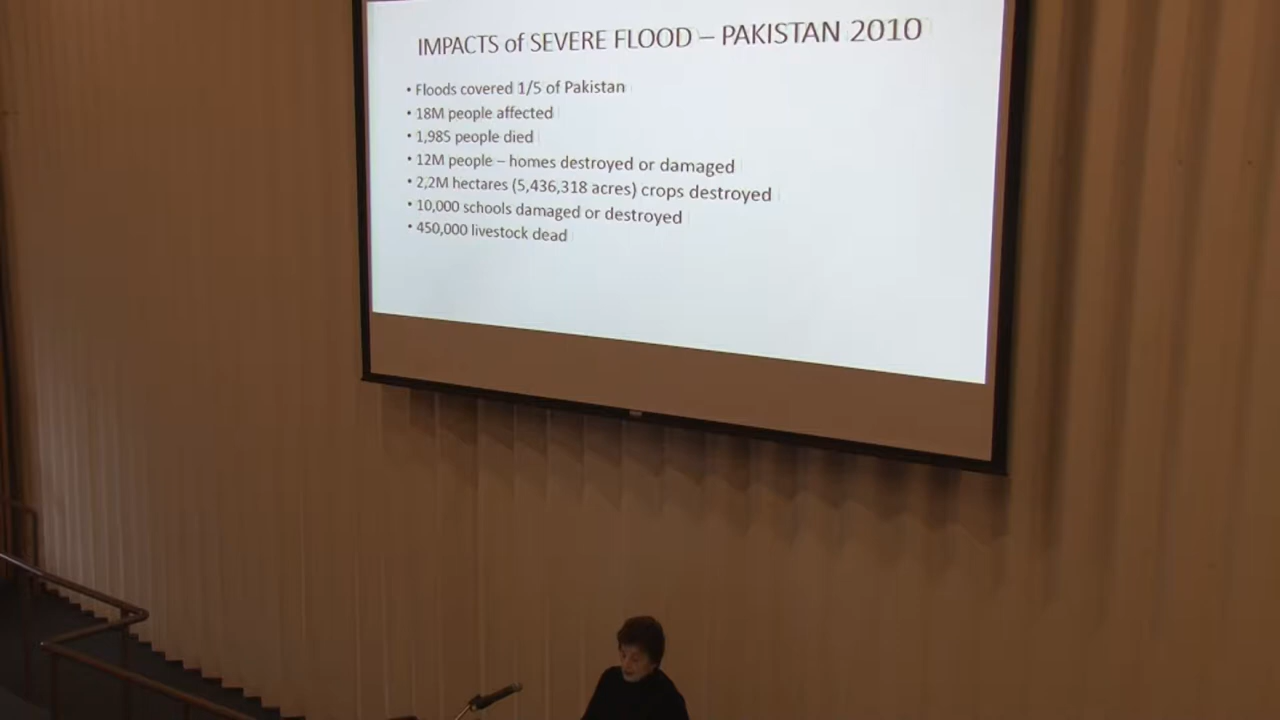 IMPACTS of SEVERE FLOOD – PAKISTAN 2010
• Floods covered 1/5 of Pakistan
• 18M people affected
• 1,985 people died
• 12M people – homes destroyed or damaged
• 2,2M hectares (5,436,318 acres) crops destroyed
• 10,000 schools damaged or destroyed
• 450,000 livestock dead